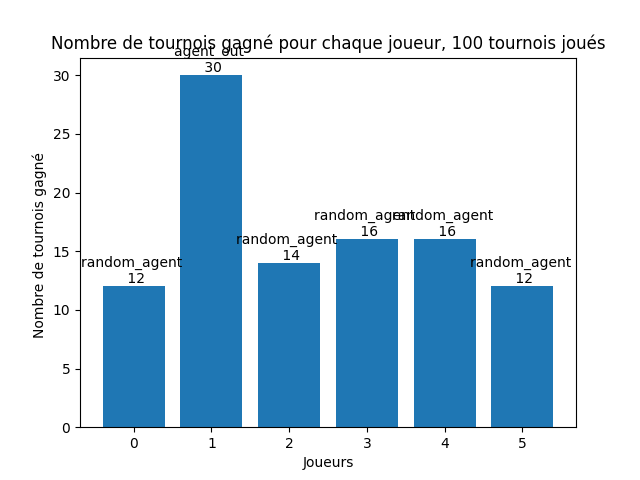 Nombre de tournois gagné pour chaque joueur, 100 tournois joués
agent_out
30
random_agent
16
random_agent
16
random_agent
14
random_agent
12
random_agent
12
Nombre de tournois gagné
30
25
20
15
10
5
0
0 1 2 3 4 5
Joueurs